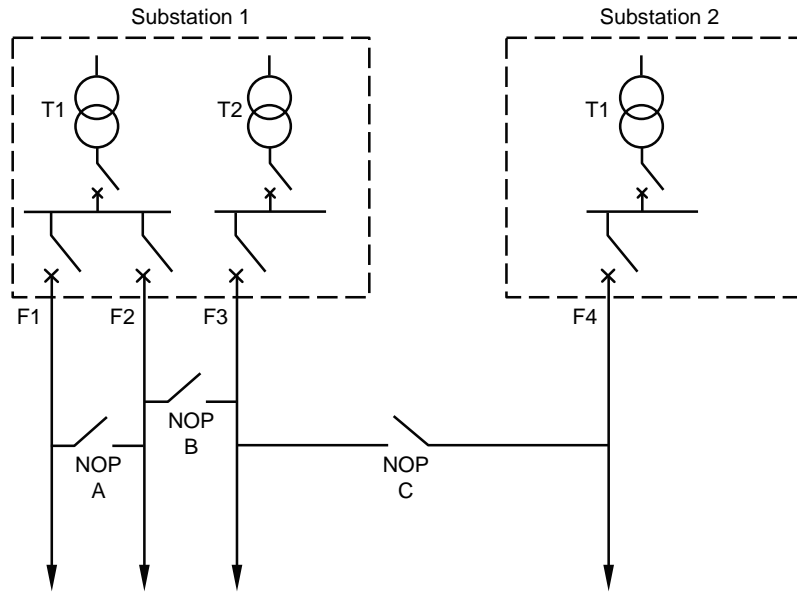 Substation 1
Substation 2
T1
T2
T1
F1
F2
F3
F4
NOP
B
NOP
A
NOP
C